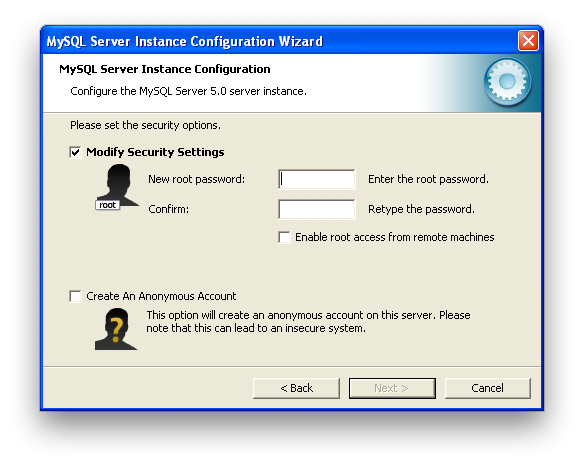 MySQL Server Instance Configuration Wizard
MySQL Server Instance Configuration
Configure the MySQL Server 5.0 server instance.
Please set the security options.
Modify Security Settings
New root password: Enter the root password.
root
Confirm: Retype the password.
Enable root access from remote machines
Create An Anonymous Account
This option will create an anonymous account on this server. Please
note that this can lead to an insecure system.
< Back Next > Cancel